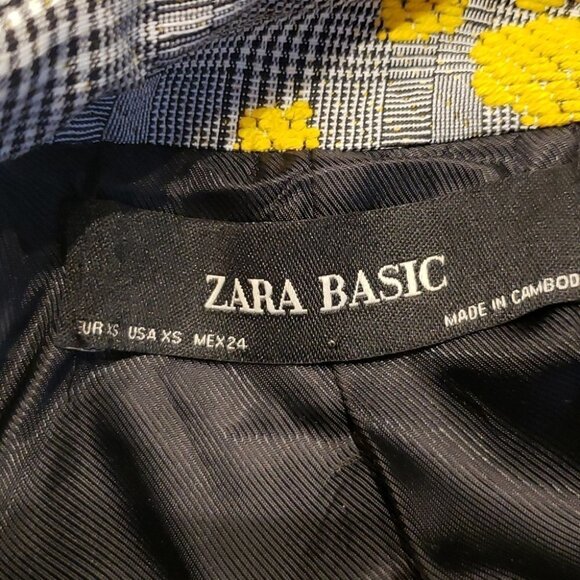 ZARA BASIC
EUR XS USA XS MEX 24
MADE IN CAMBOD